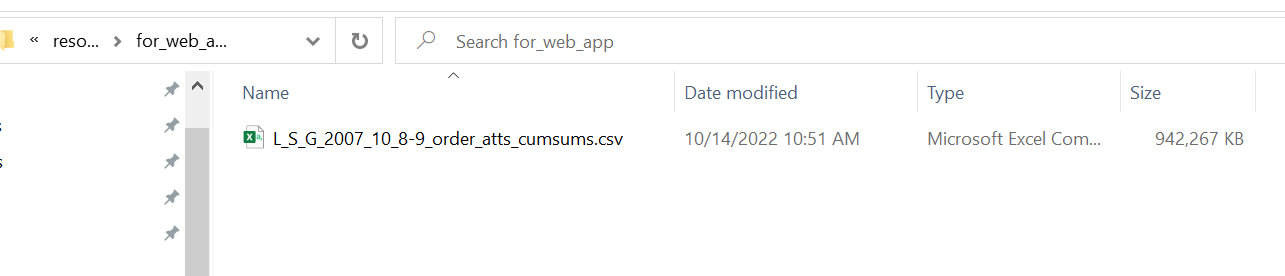 « reso... > for_web_a...
Search for_web_app
Name Date modified Type Size
L_S_G_2007_10_8-9_order_atts_cumsums.csv 10/14/2022 10:51 AM Microsoft Excel Com... 942,267 KB
s
s